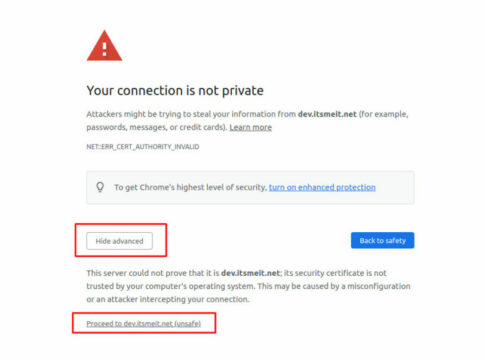 Your connection is not private
Attackers might be trying to steal your information from dev.itsmeit.net (for example,
passwords, messages, or credit cards). Learn more
NET::ERR_CERT_AUTHORITY_INVALID
To get Chrome's highest level of security, turn on enhanced protection
Hide advanced
Back to safety
This server could not prove that it is dev.itsmeit.net; its security certificate is not
trusted by your computer's operating system. This may be caused by a misconfiguration
or an attacker intercepting your connection.
Proceed to dev.itsmeit.net (unsafe)